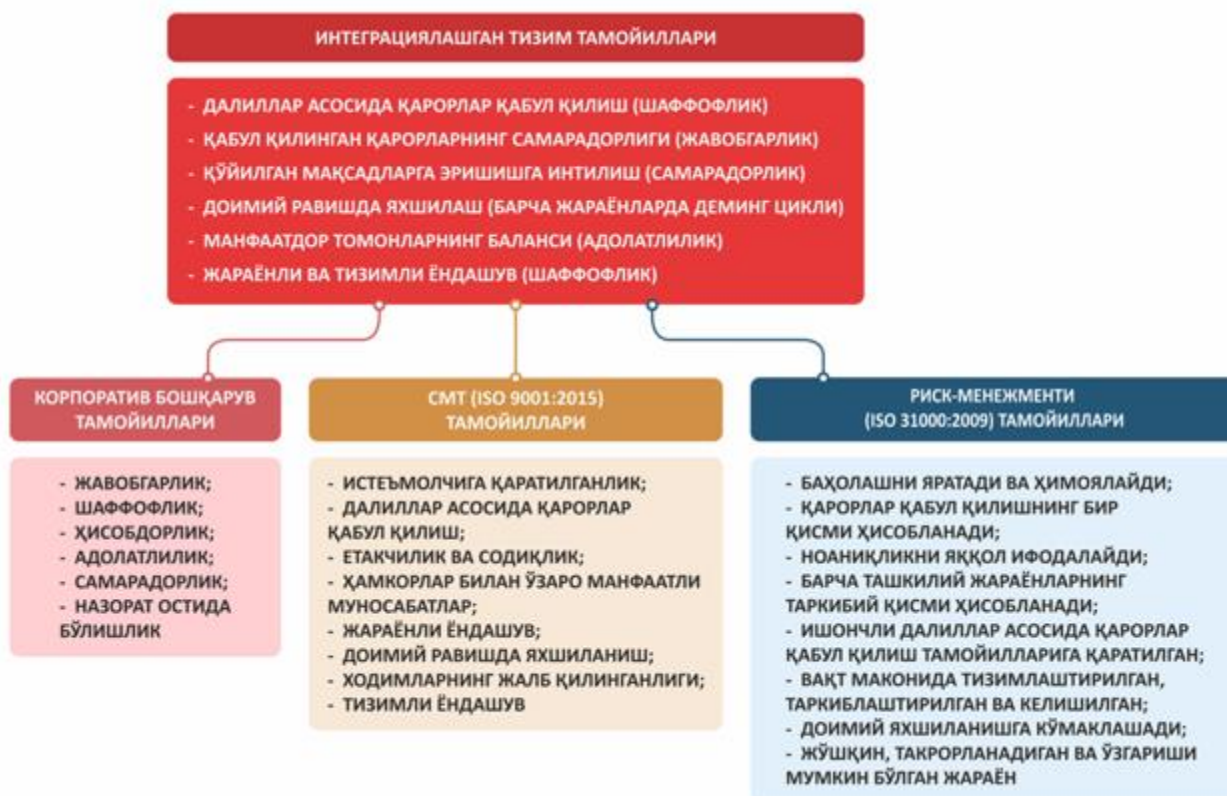 ИНТЕГРАЦИЯЛАШГАН ТИЗИМ ТАМОЙИЛЛАРИ
- ДАЛИЛЛАР АСОСИДА ҚАРОРЛАР ҚАБУЛ ҚИЛИШ (ШАФФОФЛИК)
- ҚАБУЛ ҚИЛИНГАН ҚАРОРЛАРНИНГ САМАРАДОРЛИГИ (ЖАВОБГАРЛИК)
- ҚЎЙИЛГАН МАҚСАДЛАРГА ЭРИШИШГА ИНТИЛИШ (САМАРАДОРЛИК)
- ДОИМИЙ РАВИШДА ЯХШИЛАШ (БАРЧА ЖАРАЁНЛАРДА ДЕМИНГ ЦИКЛИ)
- МАНФААТДОР ТОМОНЛАРНИНГ БАЛАНСИ (АДОЛАТЛИЛИК)
- ЖАРАЁНЛИ ВА ТИЗИМЛИ ЁНДАШУВ (ШАФФОФЛИК)
КОРПОРАТИВ БОШҚАРУВ
ТАМОЙИЛЛАРИ
- ЖАВОБГАРЛИК;
- ШАФФОФЛИК;
- ҲИСОБДОРЛИК;
- АДОЛАТЛИЛИК;
- САМАРАДОРЛИК;
- НАЗОРАТ ОСТИДА
БЎЛИШЛИК
СМТ (ISO 9001:2015)
ТАМОЙИЛЛАРИ
- ИСТЕЪМОЛЧИГА ҚАРАТИЛГАНЛИК;
- ДАЛИЛЛАР АСОСИДА ҚАРОРЛАР
ҚАБУЛ ҚИЛИШ;
- ЕТАКЧИЛИК ВА СОДИҚЛИК;
- ҲАМКОРЛАР БИЛАН ЎЗАРО МАНФААТЛИ
МУНОСАБАТЛАР;
- ЖАРАЁНЛИ ЁНДАШУВ;
- ДОИМИЙ РАВИШДА ЯХШИЛАНИШ;
- ХОДИМЛАРНИНГ ЖАЛБ ҚИЛИНГАНЛИГИ;
- ТИЗИМЛИ ЁНДАШУВ
РИСК-МЕНЕЖМЕНТИ
(ISO 31000:2009) ТАМОЙИЛЛАРИ
- БАҲОЛАШНИ ЯРАТАДИ ВА ҲИМОЯЛАЙДИ;
- ҚАРОРЛАР ҚАБУЛ ҚИЛИШНИНГ БИР
ҚИСМИ ҲИСОБЛАНАДИ;
- НОАНИҚЛИКНИ ЯҚҚОЛ ИФОДАЛАЙДИ;
- БАРЧА ТАШКИЛИЙ ЖАРАЁНЛАРНИНГ
ТАРКИБИЙ ҚИСМИ ҲИСОБЛАНАДИ;
- ИШОНЧЛИ ДАЛИЛЛАР АСОСИДА ҚАРОРЛАР
ҚАБУЛ ҚИЛИШ ТАМОЙИЛЛАРИГА ҚАРАТИЛГАН;
- ВАҚТ МАКОНИДА ТИЗИМЛАШТИРИЛГАН,
ТАРКИБЛАШТИРИЛГАН ВА КЕЛИШИЛГАН;
- ДОИМИЙ ЯХШИЛАНИШГА КЎМАКЛАШАДИ;
- ЖЎШҚИН, ТАКРОРЛАНАДИГАН ВА ЎЗГАРИШИ
МУМКИН БЎЛГАН ЖАРАЁН